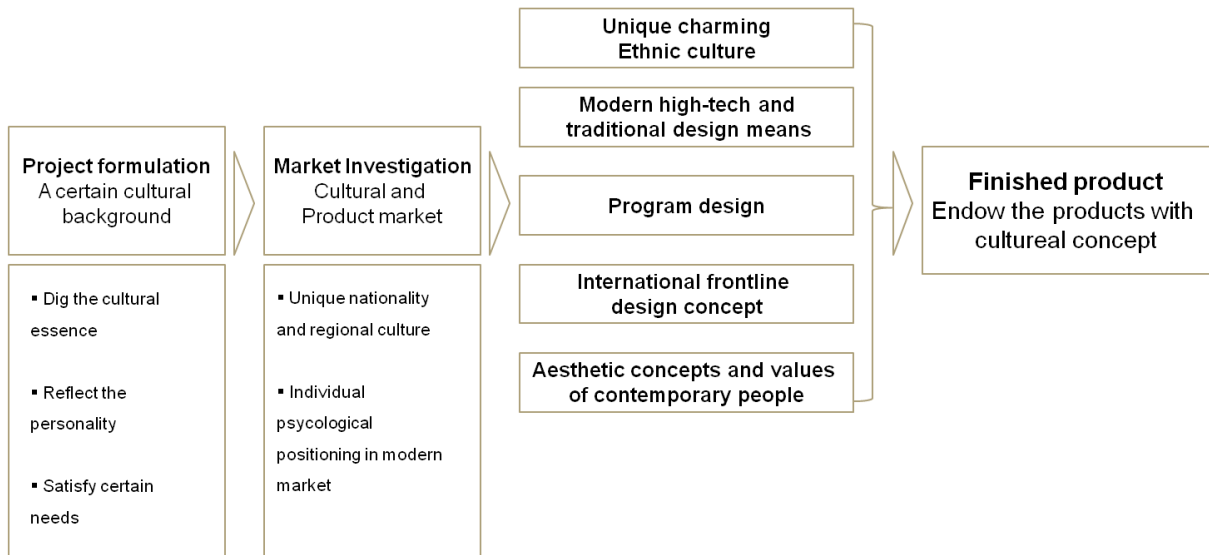 Project formulation
A certain cultural
background
▪ Dig the cultural
essence
▪ Reflect the
personality
▪ Satisfy certain
needs
Market Investigation
Cultural and
Product market
▪ Unique nationality
and regional culture
▪ Individual
psycological
positioning in modern
market
Unique charming
Ethnic culture
Modern high-tech and
traditional design means
Program design
International frontline
design concept
Aesthetic concepts and values
of contemporary people
Finished product
Endow the products with
cultureal concept